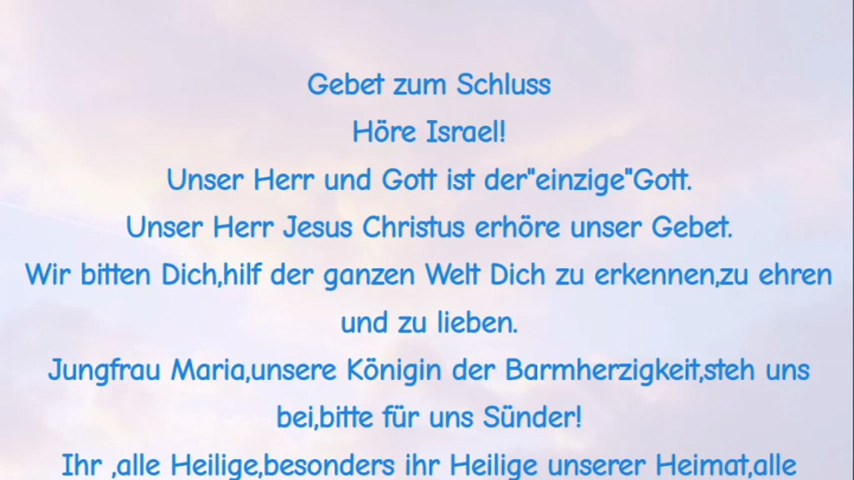 Gebet zum Schluss
Höre Israel!
Unser Herr und Gott ist der"einzige"Gott.
Unser Herr Jesus Christus erhöre unser Gebet.
Wir bitten Dich,hilf der ganzen Welt Dich zu erkennen,zu ehren
und zu lieben.
Jungfrau Maria,unsere Königin der Barmherzigkeit,steh uns
bei,bitte für uns Sünder!
Ihr ,alle Heilige,besonders ihr Heilige unserer Heimat,alle